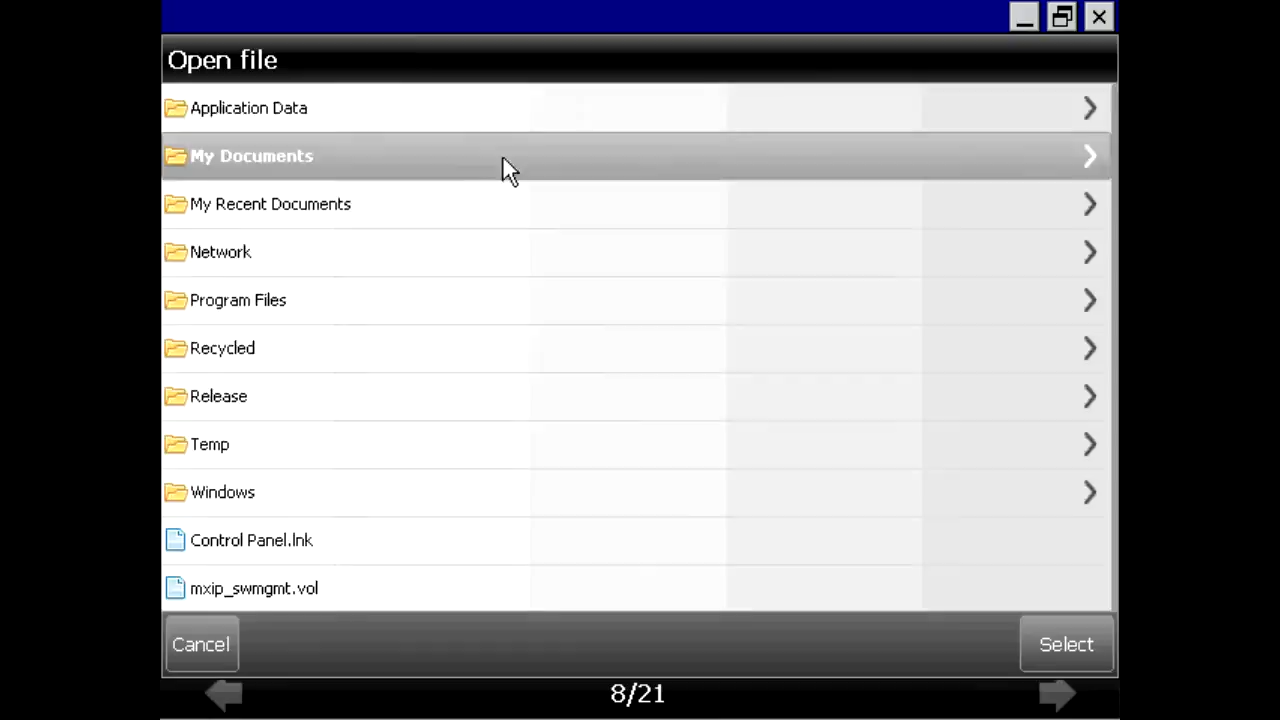 Open file
Application Data
My Documents
My Recent Documents
Network
Program Files
Recycled
Release
Temp
Windows
Control Panel.lnk
mxip_swmgmt.vol
Cancel
Select
8/21